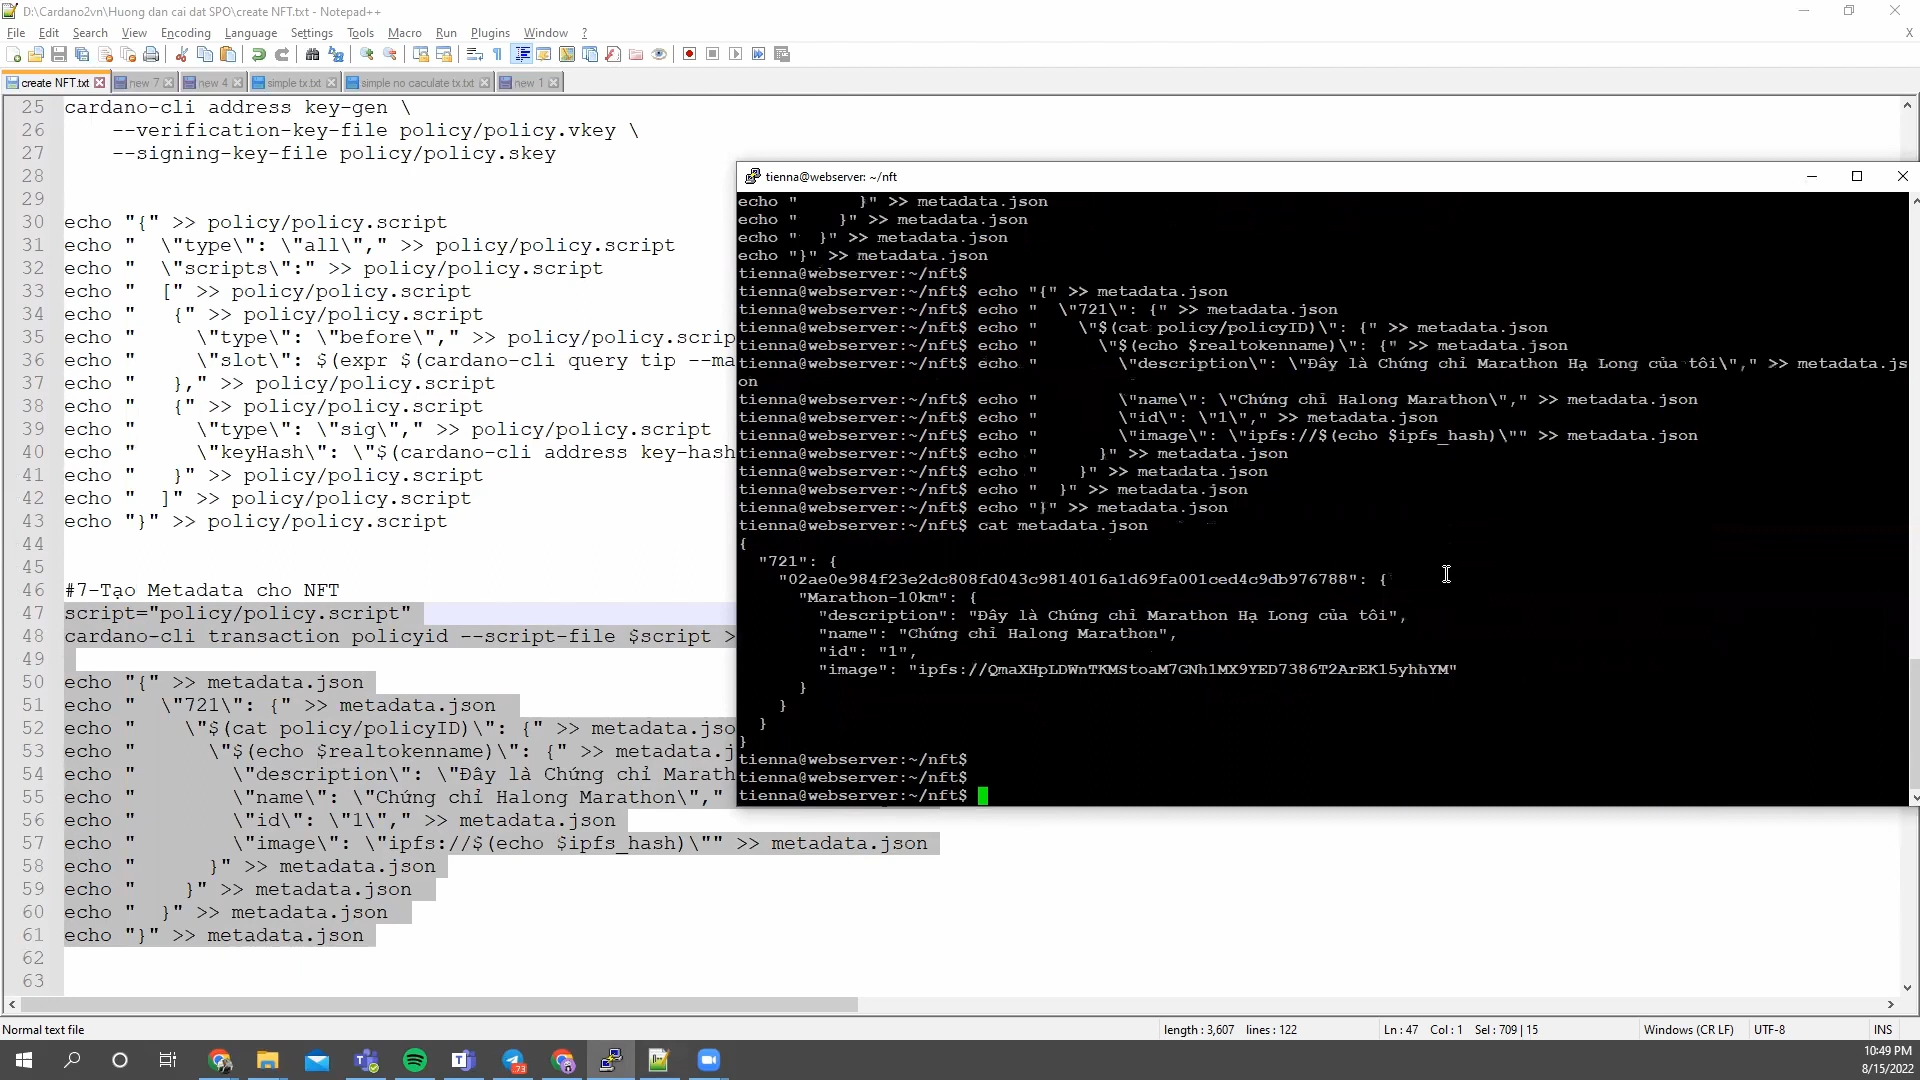 D:\Cardano2vn\Huong dan cai dat SPO\create NFT.txt - Notepad++
File Edit Search View Encoding Language Settings Tools Macro Run Plugins Window ? X
create NFT.txt new 7 new 4 simple tx.txt simple no caculate tx.txt new 1
25 cardano-cli address key-gen \
26     --verification-key-file policy/policy.vkey \
27     --signing-key-file policy/policy.skey
28
29
30 echo "{" >> policy/policy.script
31 echo "  \"type\": \"all\"," >> policy/policy.script
32 echo "  \"scripts\":" >> policy/policy.script
33 echo "  [" >> policy/policy.script
34 echo "   {" >> policy/policy.script
35 echo "     \"type\": \"before\"," >> policy/policy.scrip
36 echo "     \"slot\": $(expr $(cardano-cli query tip --ma
37 echo "   }," >> policy/policy.script
38 echo "   {" >> policy/policy.script
39 echo "     \"type\": \"sig\"," >> policy/policy.script
40 echo "     \"keyHash\": \"$(cardano-cli address key-hash
41 echo "   }" >> policy/policy.script
42 echo "  ]" >> policy/policy.script
43 echo "}" >> policy/policy.script
44
45
46 #7-Tạo Metadata cho NFT
47 script="policy/policy.script"
48 cardano-cli transaction policyid --script-file $script >
49
50 echo "{" >> metadata.json
51 echo "  \"721\": {" >> metadata.json
52 echo "    \"$(cat policy/policyID)\": {" >> metadata.jso
53 echo "      \"$(echo $realtokenname)\": {" >> metadata.j
54 echo "        \"description\": \"Đây là Chứng chỉ Marath
55 echo "        \"name\": \"Chứng chỉ Halong Marathon\","
56 echo "        \"id\": \"1\"," >> metadata.json
57 echo "        \"image\": \"ipfs://$(echo $ipfs_hash)\"" >> metadata.json
58 echo "      }" >> metadata.json
59 echo "    }" >> metadata.json
60 echo "  }" >> metadata.json
61 echo "}" >> metadata.json
62
63
tienna@webserver: ~/nft
echo "      }" >> metadata.json
echo "    }" >> metadata.json
echo "  }" >> metadata.json
echo "}" >> metadata.json
tienna@webserver:~/nft$
tienna@webserver:~/nft$ echo "{" >> metadata.json
tienna@webserver:~/nft$ echo "  \"721\": {" >> metadata.json
tienna@webserver:~/nft$ echo "    \"$(cat policy/policyID)\": {" >> metadata.json
tienna@webserver:~/nft$ echo "      \"$(echo $realtokenname)\": {" >> metadata.json
tienna@webserver:~/nft$ echo "        \"description\": \"Đây là Chứng chỉ Marathon Hạ Long của tôi\"," >> metadata.js
on
tienna@webserver:~/nft$ echo "        \"name\": \"Chứng chỉ Halong Marathon\"," >> metadata.json
tienna@webserver:~/nft$ echo "        \"id\": \"1\"," >> metadata.json
tienna@webserver:~/nft$ echo "        \"image\": \"ipfs://$(echo $ipfs_hash)\"" >> metadata.json
tienna@webserver:~/nft$ echo "      }" >> metadata.json
tienna@webserver:~/nft$ echo "    }" >> metadata.json
tienna@webserver:~/nft$ echo "  }" >> metadata.json
tienna@webserver:~/nft$ echo "}" >> metadata.json
tienna@webserver:~/nft$ cat metadata.json
{
  "721": {
    "02ae0e984f23e2dc808fd043c9814016a1d69fa001ced4c9db976788": {
      "Marathon-10km": {
        "description": "Đây là Chứng chỉ Marathon Hạ Long của tôi",
        "name": "Chứng chỉ Halong Marathon",
        "id": "1",
        "image": "ipfs://QmaXHpLDWnTKMStoaM7GNh1MX9YED7386T2ArEK15yhhYM"
      }
    }
  }
}
tienna@webserver:~/nft$
tienna@webserver:~/nft$
tienna@webserver:~/nft$
Normal text file length : 3,607 lines : 122 Ln : 47 Col : 1 Sel : 709 | 15 Windows (CR LF) UTF-8 INS
73
10:49 PM
8/15/2022